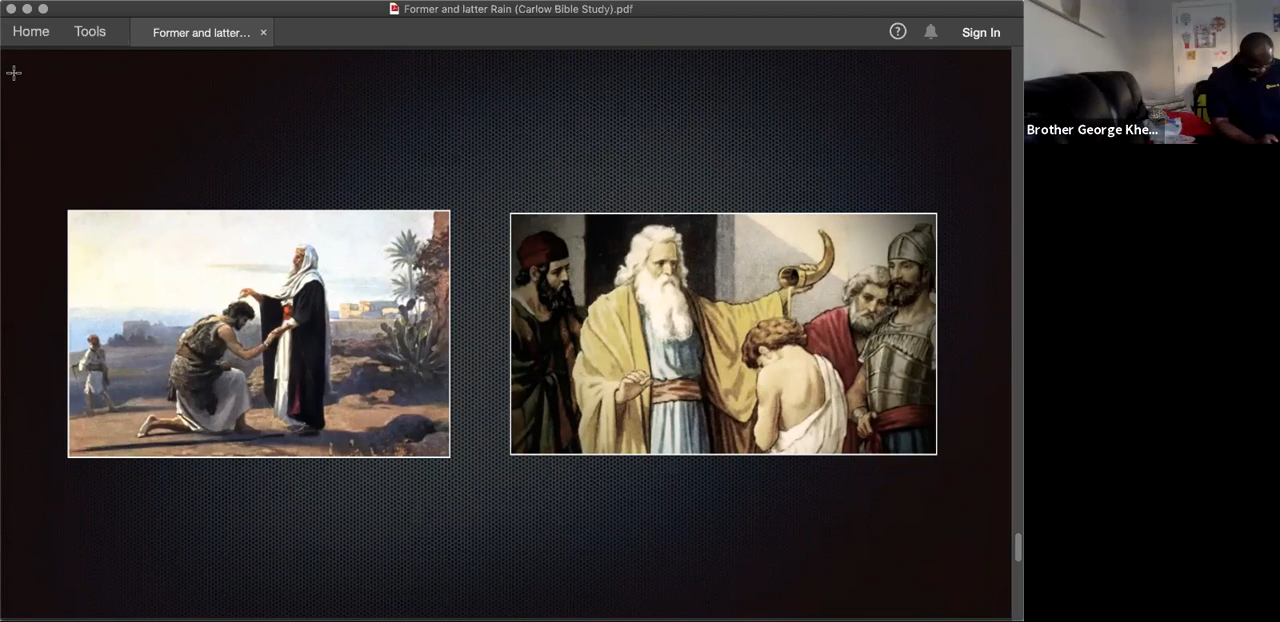 Former and latter Rain (Carlow Bible Study).pdf
Home
Tools
Former and latter...
×
?
Sign In
Brother George Khe...